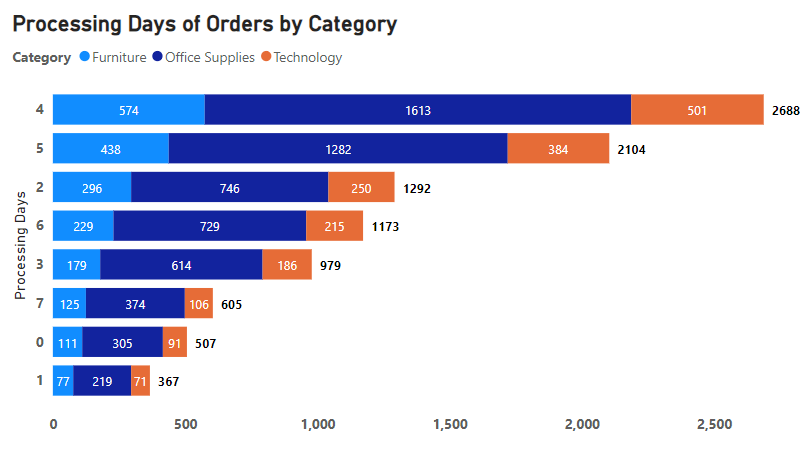 Processing Days of Orders by Category
Category Furniture Office Supplies Technology
Processing Days
4 574 1613 501 2688
5 438 1282 384 2104
2 296 746 250 1292
6 229 729 215 1173
3 179 614 186 979
7 125 374 106 605
0 111 305 91 507
1 77 219 71 367
0 500 1,000 1,500 2,000 2,500